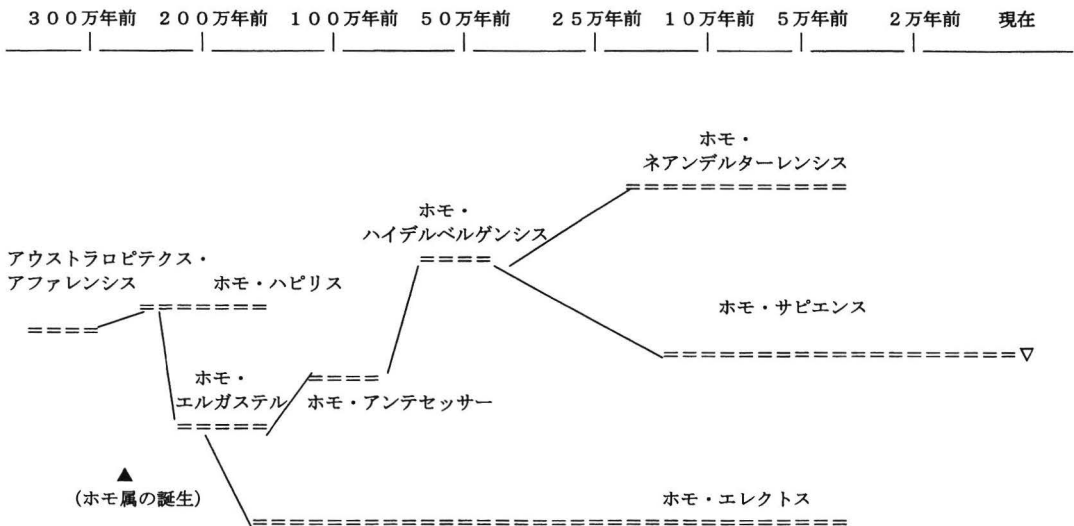 ３００万年前　２００万年前　１００万年前　５０万年前　２５万年前　１０万年前　５万年前　２万年前　現在
ホモ・
ネアンデルターレンシス
ホモ・
ハイデルベルゲンシス
アウストラロピテクス・
アファレンシス
ホモ・ハピリス
ホモ・サピエンス
ホモ・
エルガステル
ホモ・アンテセッサー
▲
(ホモ属の誕生)
ホモ・エレクトス